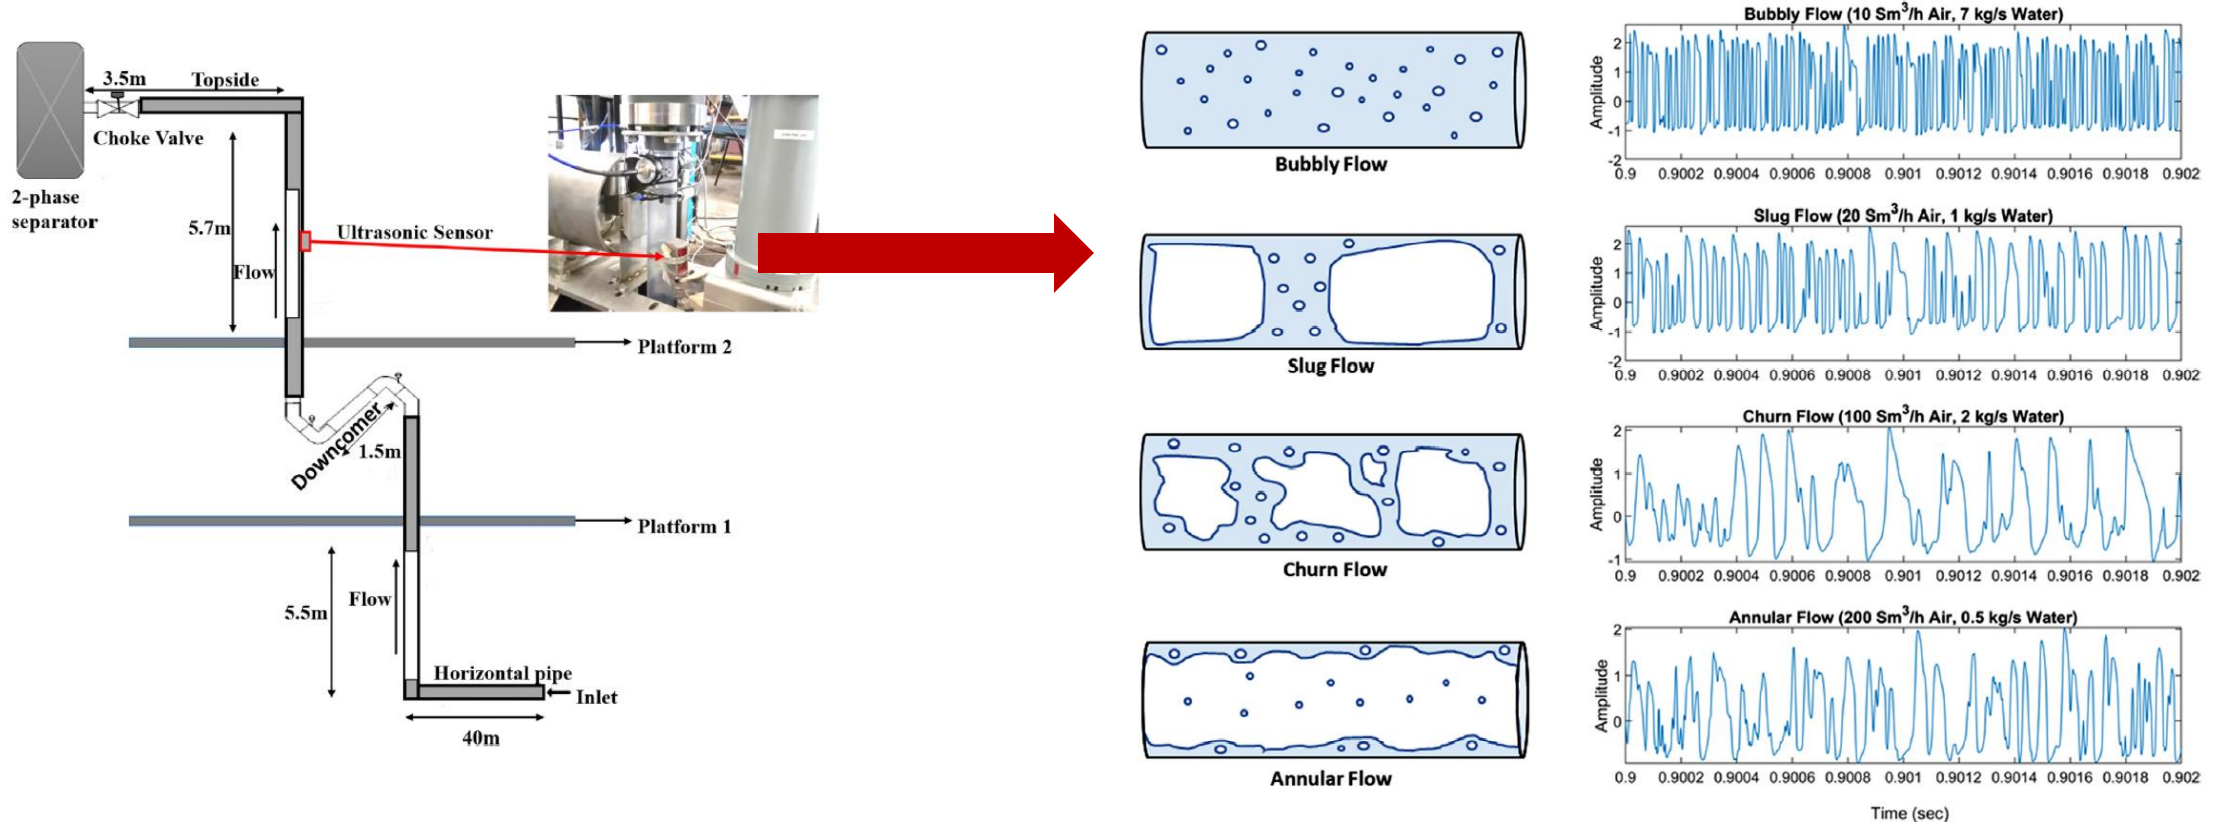 3.5m
Topside
Choke Valve
2-phase
separator
5.7m
Ultrasonic Sensor
Flow
Platform 2
Downcomer
1.5m
Platform 1
5.5m
Flow
Horizontal pipe
Inlet
40m
Bubbly Flow
Slug Flow
Churn Flow
Annular Flow
Bubbly Flow (10 Sm³/h Air, 7 kg/s Water)
Amplitude
2
1
0
-1
-2
0.9 0.9002 0.9004 0.9006 0.9008 0.901 0.9012 0.9014 0.9016 0.9018 0.902
Slug Flow (20 Sm³/h Air, 1 kg/s Water)
Amplitude
2
1
0
-1
-2
0.9 0.9002 0.9004 0.9006 0.9008 0.901 0.9012 0.9014 0.9016 0.9018 0.902
Churn Flow (100 Sm³/h Air, 2 kg/s Water)
Amplitude
2
1
0
-1
0.9 0.9002 0.9004 0.9006 0.9008 0.901 0.9012 0.9014 0.9016 0.9018 0.902
Annular Flow (200 Sm³/h Air, 0.5 kg/s Water)
Amplitude
2
1
0
0.9 0.9002 0.9004 0.9006 0.9008 0.901 0.9012 0.9014 0.9016 0.9018 0.902
Time (sec)